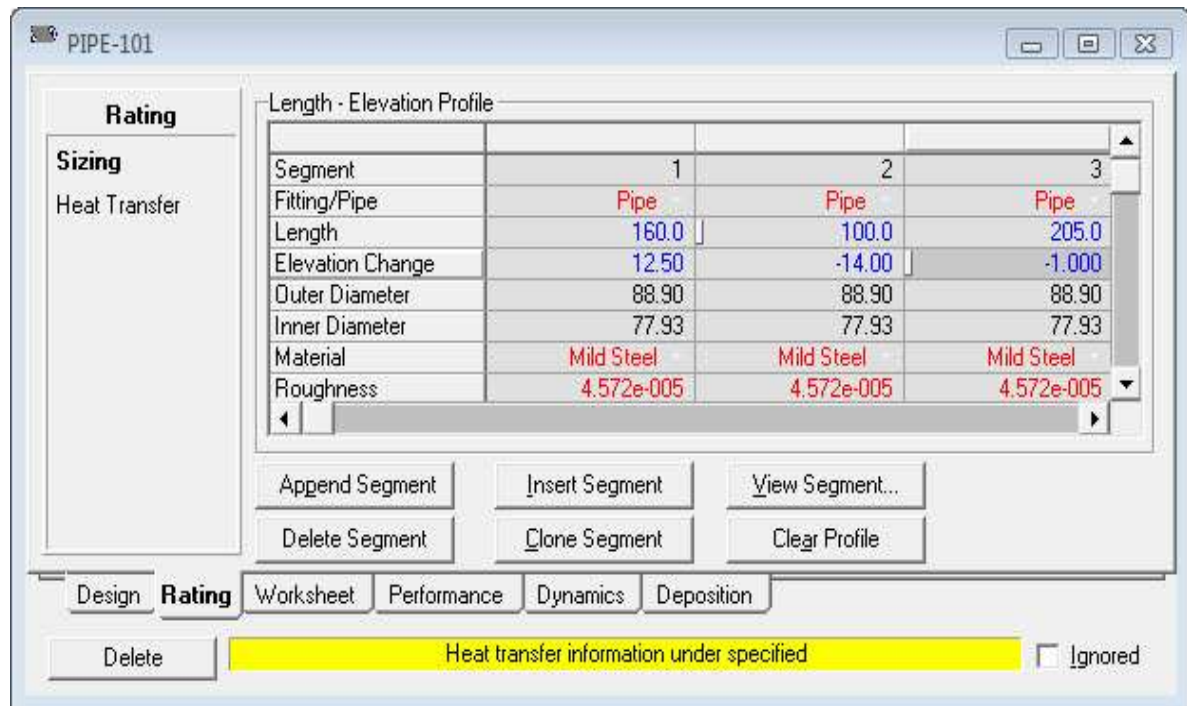 PIPE-101
Rating
Sizing
Heat Transfer
Length - Elevation Profile
Segment 1 2 3
Fitting/Pipe Pipe Pipe Pipe
Length 160.0 100.0 205.0
Elevation Change 12.50 -14.00 -1.000
Outer Diameter 88.90 88.90 88.90
Inner Diameter 77.93 77.93 77.93
Material Mild Steel Mild Steel Mild Steel
Roughness 4.572e-005 4.572e-005 4.572e-005
Append Segment Insert Segment View Segment...
Delete Segment Clone Segment Clear Profile
Design Rating Worksheet Performance Dynamics Deposition
Delete Heat transfer information under specified Ignored